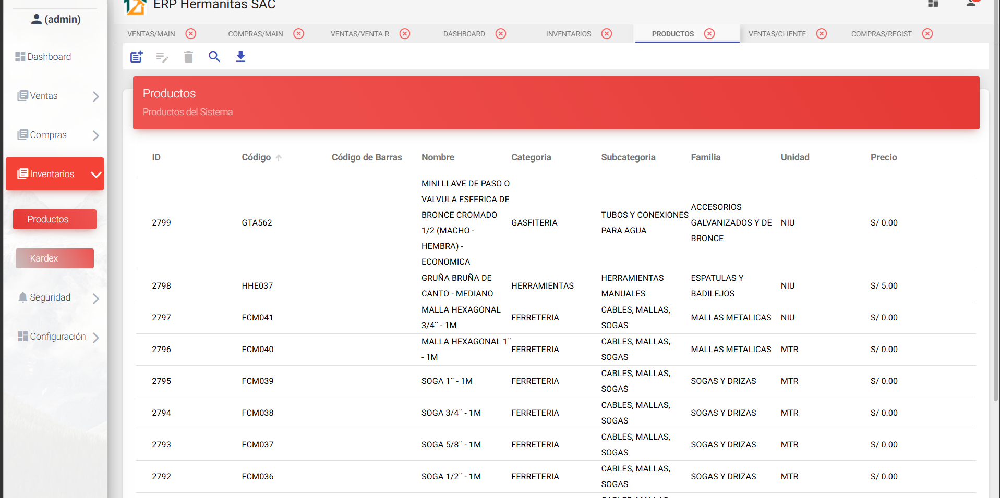 ERP Hermanitas SAC
(admin)
VENTAS/MAIN COMPRAS/MAIN VENTAS/VENTA-R DASHBOARD INVENTARIOS PRODUCTOS VENTAS/CLIENTE COMPRAS/REGIST
Dashboard
Ventas
Compras
Inventarios
Productos
Kardex
Seguridad
Configuración
Productos
Productos del Sistema
ID Código Código de Barras Nombre Categoria Subcategoria Familia Unidad Precio
2799 GTA562
MINI LLAVE DE PASO O
VALVULA ESFERICA DE
BRONCE CROMADO
1/2 (MACHO -
HEMBRA) -
ECONOMICA
GASFITERIA
TUBOS Y CONEXIONES
PARA AGUA
ACCESORIOS
GALVANIZADOS Y DE
BRONCE
NIU S/ 0.00
2798 HHE037
GRUÑA BRUÑA DE
CANTO - MEDIANO
HERRAMIENTAS
HERRAMIENTAS
MANUALES
ESPATULAS Y
BADILEJOS
NIU S/ 5.00
2797 FCM041
MALLA HEXAGONAL
3/4¨ - 1M
FERRETERIA
CABLES, MALLAS,
SOGAS
MALLAS METALICAS NIU S/ 0.00
2796 FCM040
MALLA HEXAGONAL 1¨
- 1M
FERRETERIA
CABLES, MALLAS,
SOGAS
MALLAS METALICAS MTR S/ 0.00
2795 FCM039 SOGA 1¨ - 1M FERRETERIA
CABLES, MALLAS,
SOGAS
SOGAS Y DRIZAS MTR S/ 0.00
2794 FCM038 SOGA 3/4¨ - 1M FERRETERIA
CABLES, MALLAS,
SOGAS
SOGAS Y DRIZAS MTR S/ 0.00
2793 FCM037 SOGA 5/8¨ - 1M FERRETERIA
CABLES, MALLAS,
SOGAS
SOGAS Y DRIZAS MTR S/ 0.00
2792 FCM036 SOGA 1/2¨ - 1M FERRETERIA
CABLES, MALLAS,
SOGAS
SOGAS Y DRIZAS MTR S/ 0.00